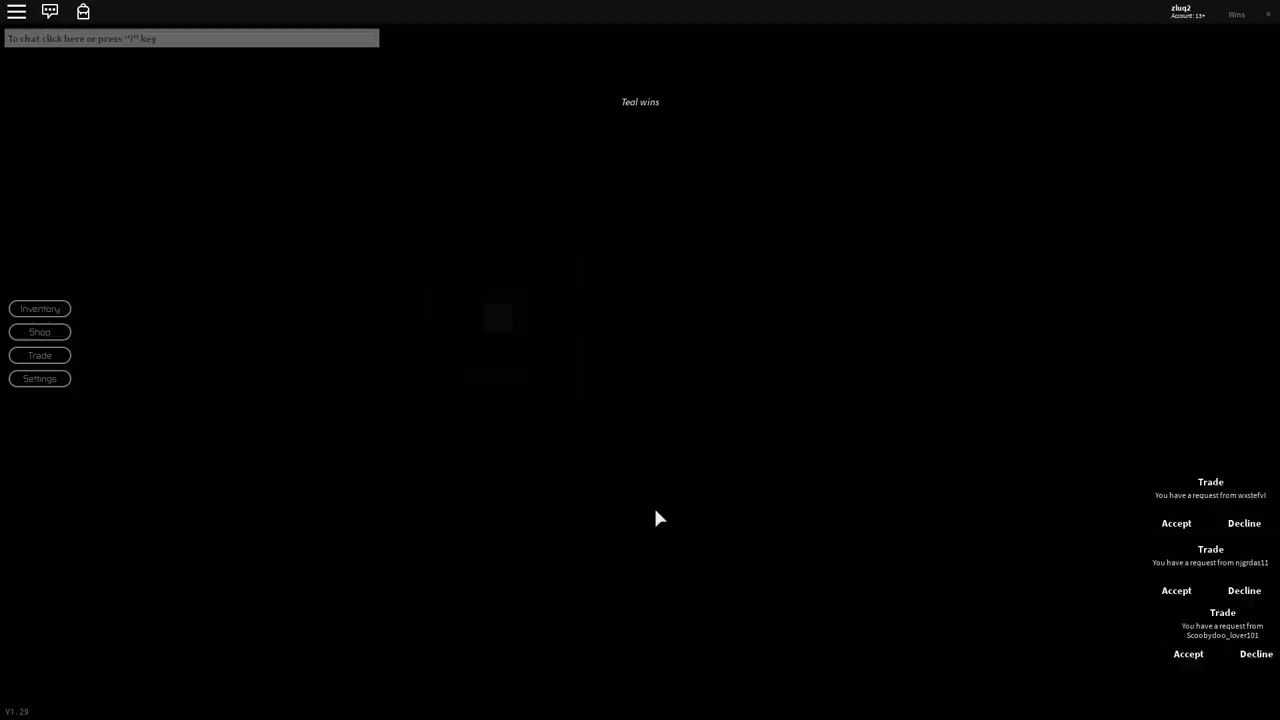 zluq2
Account: 13+
Wins
To chat click here or press "/" key
Teal wins
Inventory
Shop
Trade
Settings
Trade
You have a request from wxstefvl
Accept Decline
Trade
You have a request from njgrdas11
Accept Decline
Trade
You have a request from
Scoobydoo_lover101
Accept Decline
V1.29